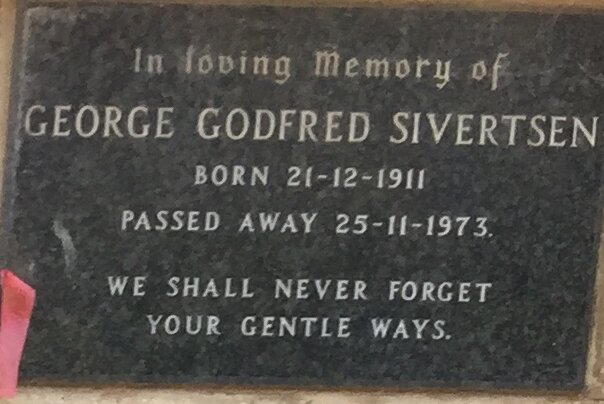 In loving Memory of
GEORGE GODFRED SIVERTSEN
BORN 21-12-1911
PASSED AWAY 25-11-1973.
WE SHALL NEVER FORGET
YOUR GENTLE WAYS.